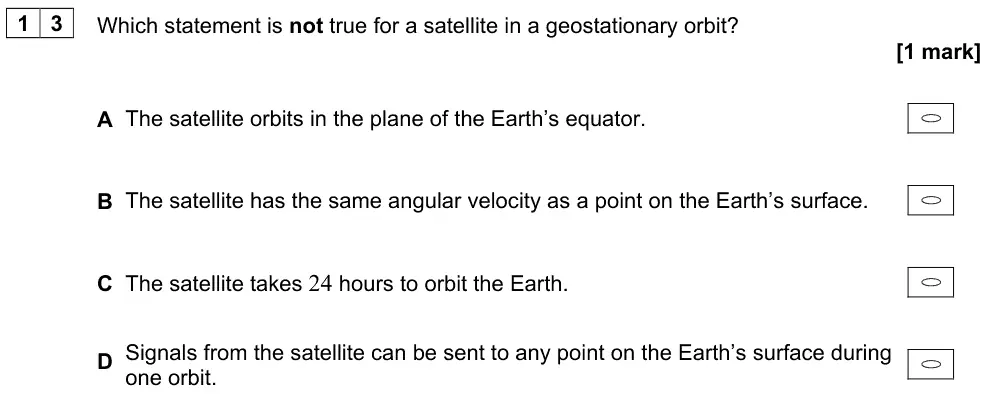 1 3 Which statement is not true for a satellite in a geostationary orbit?
[1 mark]
A The satellite orbits in the plane of the Earth’s equator.
B The satellite has the same angular velocity as a point on the Earth’s surface.
C The satellite takes 24 hours to orbit the Earth.
D Signals from the satellite can be sent to any point on the Earth’s surface during
one orbit.